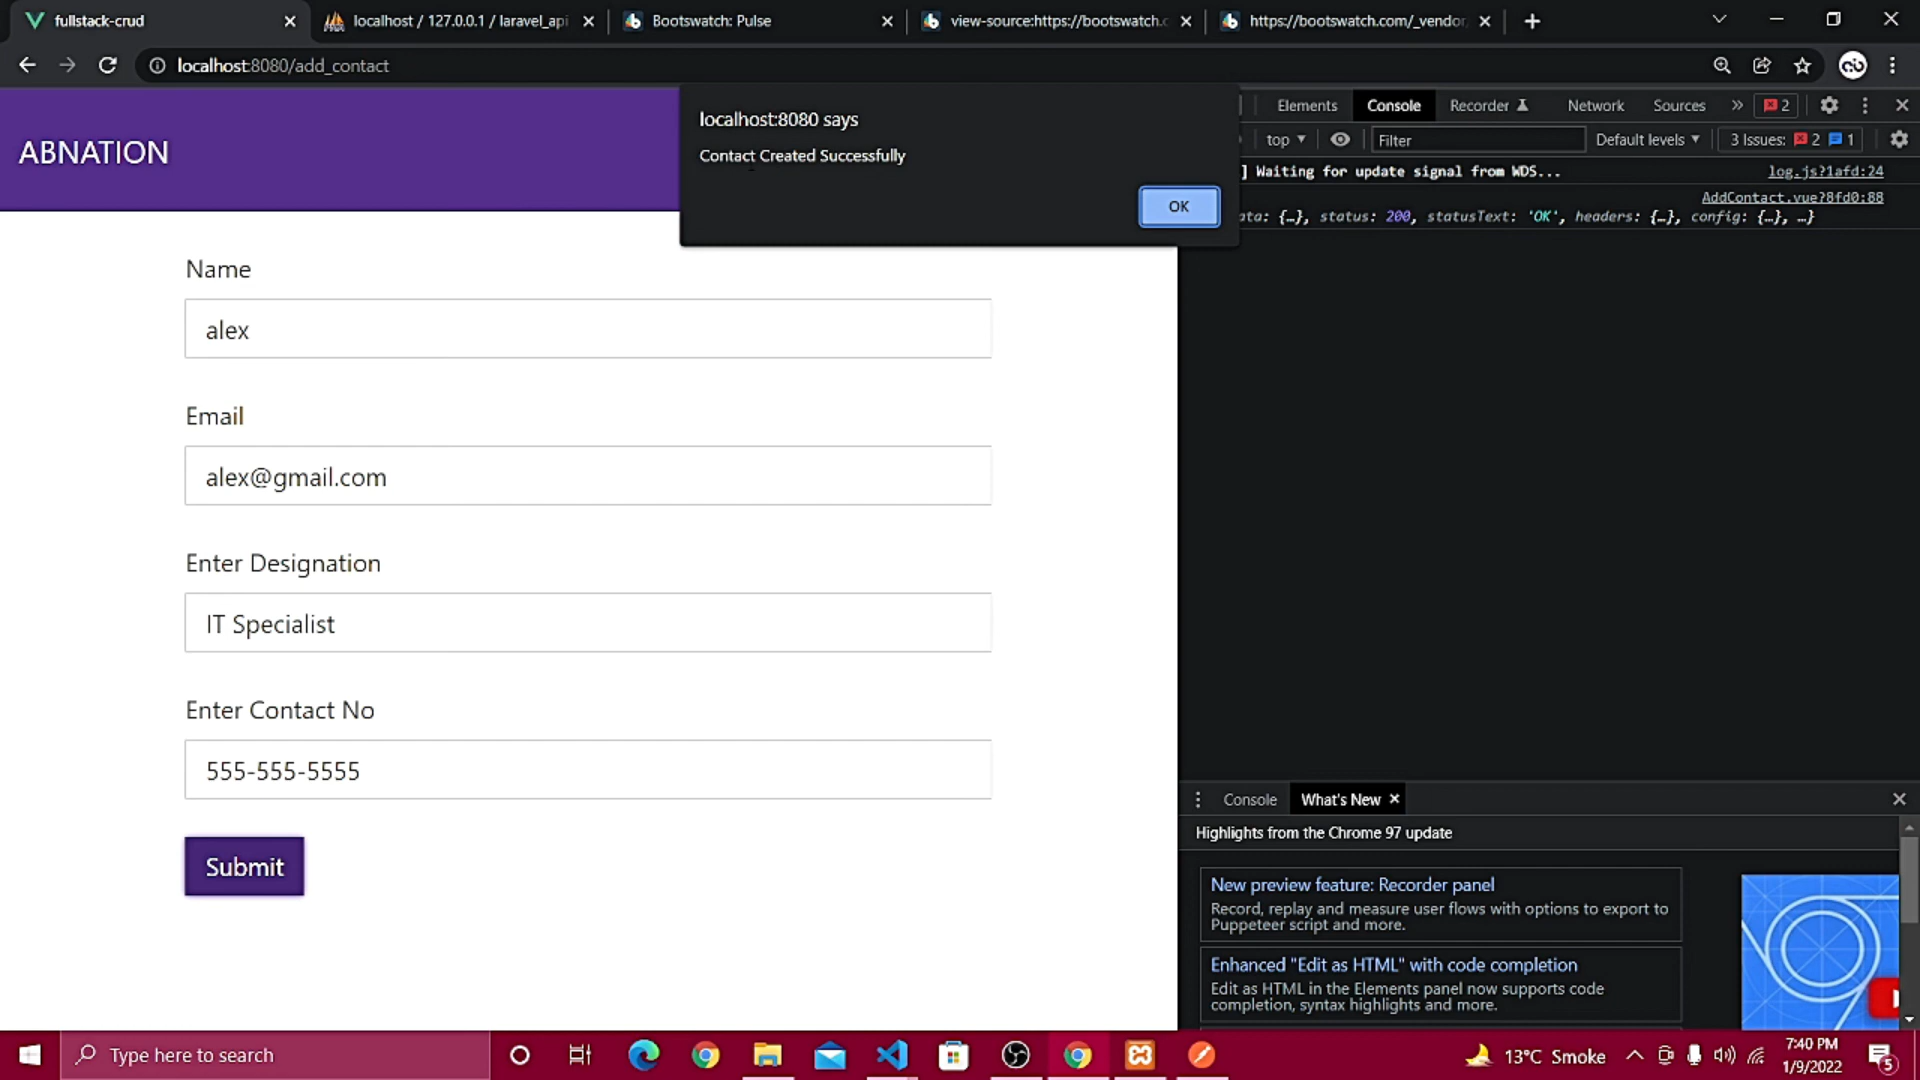 fullstack-crud
localhost / 127.0.0.1 / laravel_api
Bootswatch: Pulse
view-source:https://bootswatch.c
https://bootswatch.com/_vendor
localhost:8080/add_contact
ABNATION
localhost:8080 says
Contact Created Successfully
OK
Elements
Console
Recorder
Network
Sources
2
top
Filter
Default levels
3 Issues: 2 1
] Waiting for update signal from WDS...
log.js?1afd:24
AddContact.vue?8fd0:88
ata: {…}, status: 200, statusText: 'OK', headers: {…}, config: {…}, …}
Name
alex
Email
alex@gmail.com
Enter Designation
IT Specialist
Enter Contact No
555-555-5555
Submit
Console
What's New
Highlights from the Chrome 97 update
New preview feature: Recorder panel
Record, replay and measure user flows with options to export to
Puppeteer script and more.
Enhanced "Edit as HTML" with code completion
Edit as HTML in the Elements panel now supports code
completion, syntax highlights and more.
Type here to search
13°C Smoke
7:40 PM
1/9/2022
5